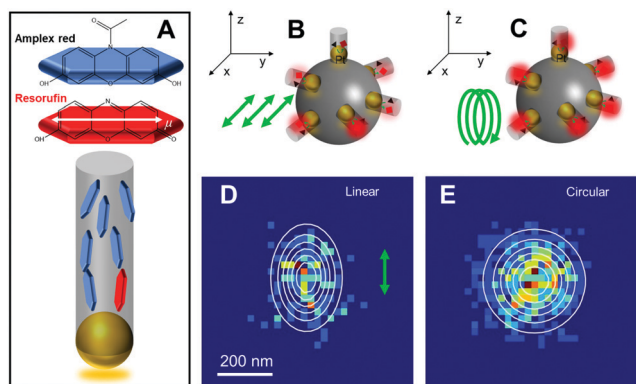 A
Amplex red
O
N
OH
O
OH
Resorufin
N
μ
OH
O
O
B
z
y
x
Pt
C
z
y
x
Pt
D
Linear
200 nm
E
Circular